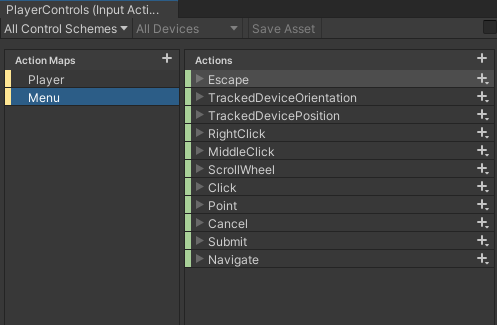 PlayerControls (Input Acti...
All Control Schemes All Devices Save Asset
Action Maps + Actions +
Player
Menu
Escape
TrackedDeviceOrientation
TrackedDevicePosition
RightClick
MiddleClick
ScrollWheel
Click
Point
Cancel
Submit
Navigate